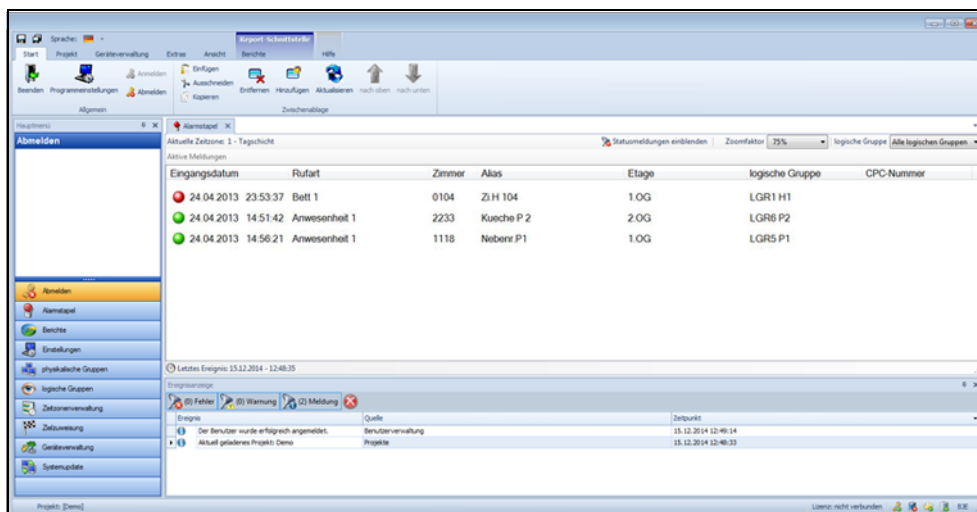 Sprache:
Report-Schnittstelle
Start Projekt Geräteverwaltung Extras Ansicht Berichte Hilfe
Beenden Programmeinstellungen Anmelden Abmelden Einfügen Ausschneiden Kopieren Entfernen Hinzufügen Aktualisieren nach oben nach unten
Allgemein Zwischenablage
Hauptmenü
Alarmstapel
Abmelden
Aktuelle Zeitzone: 1 - Tagschicht Statusmeldungen einblenden Zoomfaktor 75% logische Gruppe Alle logischen Gruppen
Aktive Meldungen
Eingangsdatum Rufart Zimmer Alias Etage logische Gruppe CPC-Nummer
24.04.2013 23:53:37 Bett 1 0104 Zi.H 104 1.OG LGR1 H1
24.04.2013 14:51:42 Anwesenheit 1 2233 Kueche P 2 2.OG LGR6 P2
24.04.2013 14:56:21 Anwesenheit 1 1118 Nebenr.P1 1.OG LGR5 P1
Abmelden
Alarmstapel
Berichte
Einstellungen
physikalische Gruppen
logische Gruppen
Zeitzonenverwaltung
Zielzuweisung
Geräteverwaltung
Systemupdate
Letztes Ereignis: 15.12.2014 - 12:48:35
Ereignisanzeige
(0) Fehler (0) Warnung (2) Meldung
Ereignis Quelle Zeitpunkt
Der Benutzer wurde erfolgreich angemeldet. Benutzerverwaltung 15.12.2014 12:49:14
Aktuell geladenes Projekt: Demo Projekte 15.12.2014 12:48:33
Projekt: [Demo] Lizenz: nicht verbunden